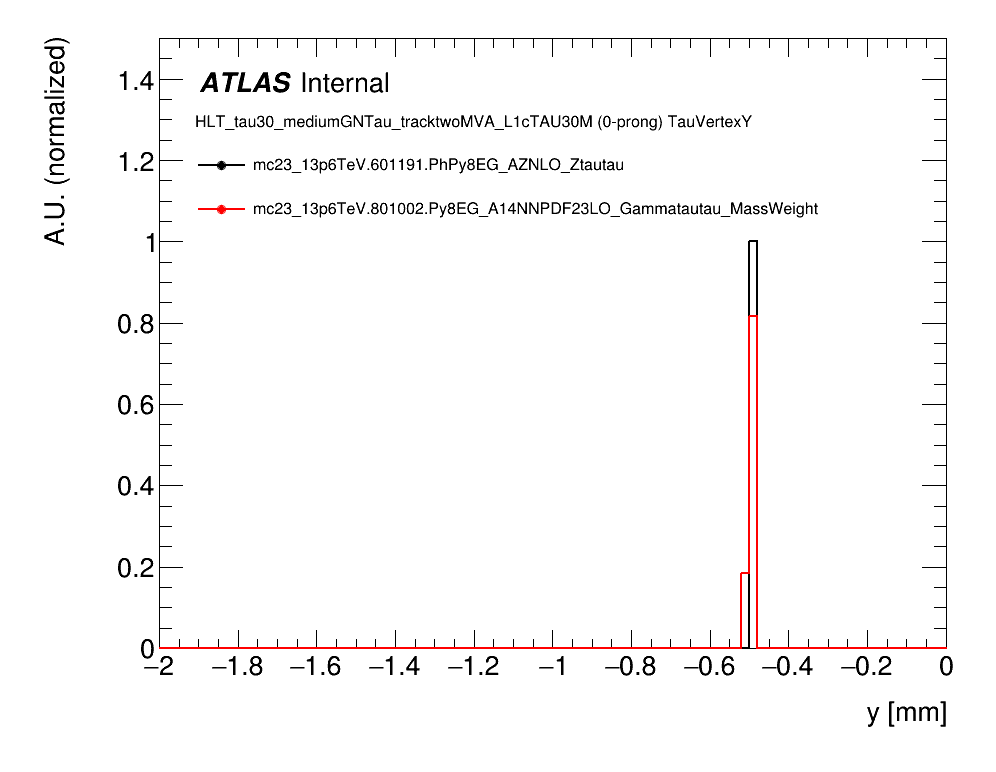 A.U. (normalized)
ATLAS Internal
HLT_tau30_mediumGNTau_tracktwoMVA_L1cTAU30M (0-prong) TauVertexY
mc23_13p6TeV.601191.PhPy8EG_AZNLO_Ztautau
mc23_13p6TeV.801002.Py8EG_A14NNPDF23LO_Gammatautau_MassWeight
1.4
1.2
1
0.8
0.6
0.4
0.2
0
−2 −1.8 −1.6 −1.4 −1.2 −1 −0.8 −0.6 −0.4 −0.2 0
y [mm]